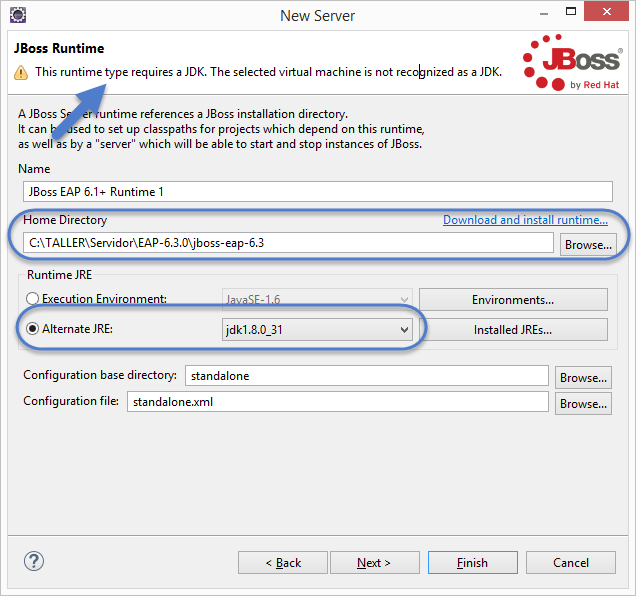 New Server
JBoss Runtime
This runtime type requires a JDK. The selected virtual machine is not recognized as a JDK.
JBoss
by Red Hat
A JBoss Server runtime references a JBoss installation directory.
It can be used to set up classpaths for projects which depend on this runtime,
as well as by a "server" which will be able to start and stop instances of JBoss.
Name
JBoss EAP 6.1+ Runtime 1
Home Directory
Download and install runtime...
C:\TALLER\Servidor\EAP-6.3.0\jboss-eap-6.3
Browse...
Runtime JRE
Execution Environment:
JavaSE-1.6
Environments...
Alternate JRE:
jdk1.8.0_31
Installed JREs...
Configuration base directory:
standalone
Browse...
Configuration file:
standalone.xml
Browse...
?
< Back
Next >
Finish
Cancel